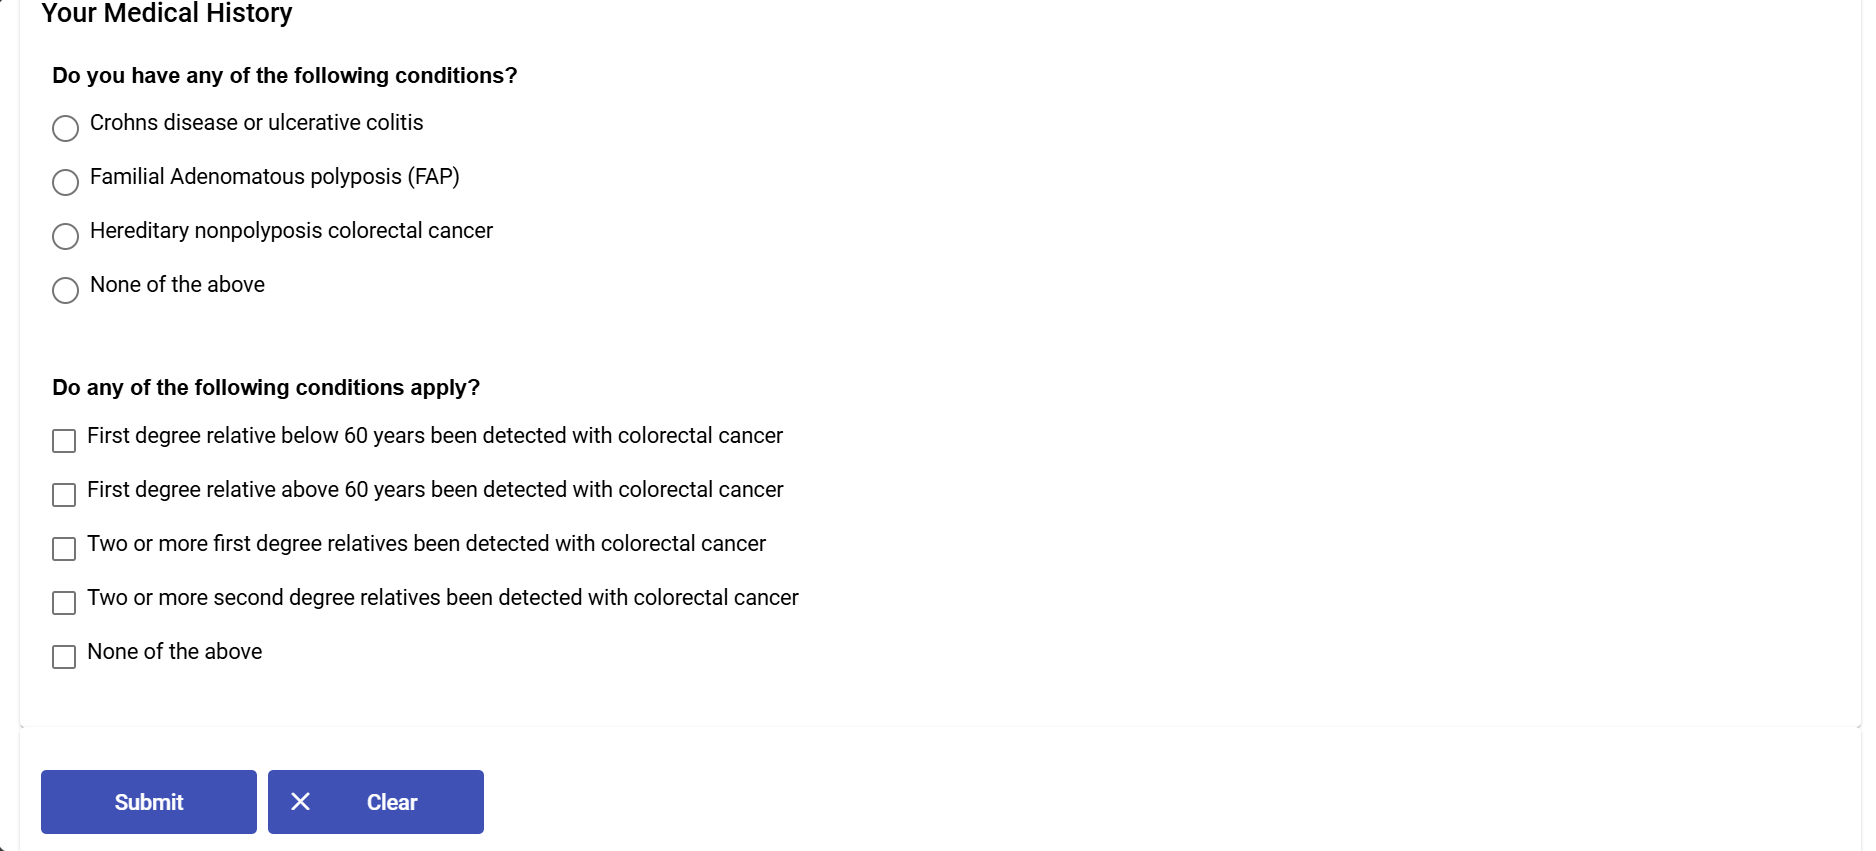 Your Medical History
Do you have any of the following conditions?
Crohns disease or ulcerative colitis
Familial Adenomatous polyposis (FAP)
Hereditary nonpolyposis colorectal cancer
None of the above
Do any of the following conditions apply?
First degree relative below 60 years been detected with colorectal cancer
First degree relative above 60 years been detected with colorectal cancer
Two or more first degree relatives been detected with colorectal cancer
Two or more second degree relatives been detected with colorectal cancer
None of the above
Submit
Clear